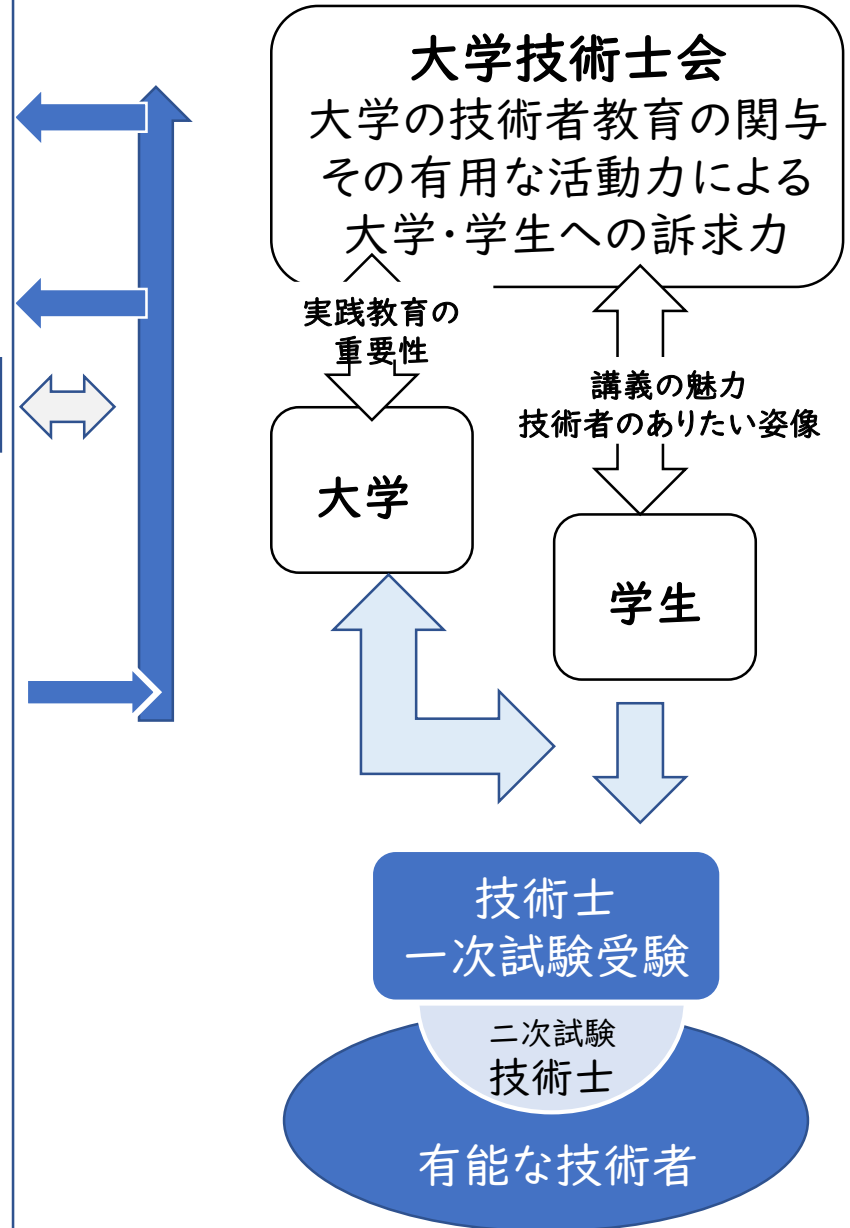 大学技術士会
大学の技術者教育の関与
その有用な活動力による
大学・学生への訴求力
実践教育の
重要性
講義の魅力
技術者のありたい姿像
大学
学生
技術士
一次試験受験
二次試験
技術士
有能な技術者